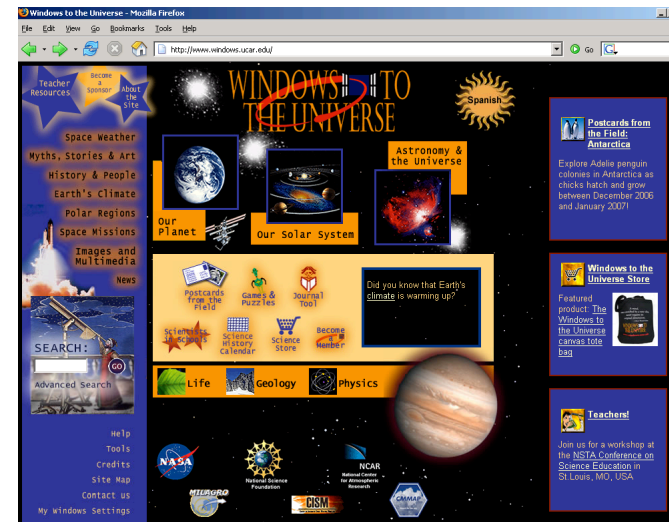 Windows to the Universe - Mozilla Firefox
File Edit View Go Bookmarks Tools Help
http://www.windows.ucar.edu/
Go
G
Teacher
Resources
Become
a
Sponsor
About
the
Site
Space Weather
Myths, Stories & Art
History & People
Earth's Climate
Polar Regions
Space Missions
Images and
Multimedia
News
SEARCH:
GO
Advanced Search
Help
Tools
Credits
Site Map
Contact us
My Windows Settings
WINDOWS TO
THE UNIVERSE
Spanish
Our
Planet
Our Solar System
Astronomy &
the Universe
Postcards
from the
Field
Games &
Puzzles
Journal
Tool
Scientists
in Schools
Science
History
Calendar
Science
Store
Become
a
Member
Did you know that Earth's
climate is warming up?
Life
Geology
Physics
NASA
National Science
Foundation
NCAR
National Center
for Atmospheric
Research
MILAGRO
CISM
CMMAP
Postcards from
the Field:
Antarctica
Explore Adelie penguin
colonies in Antarctica as
chicks hatch and grow
between December 2006
and January 2007!
Windows to the
Universe Store
Featured
product: The
Windows to
the Universe
canvas tote
bag
Teachers!
Join us for a workshop at
the NSTA Conference on
Science Education in
St.Louis, MO, USA